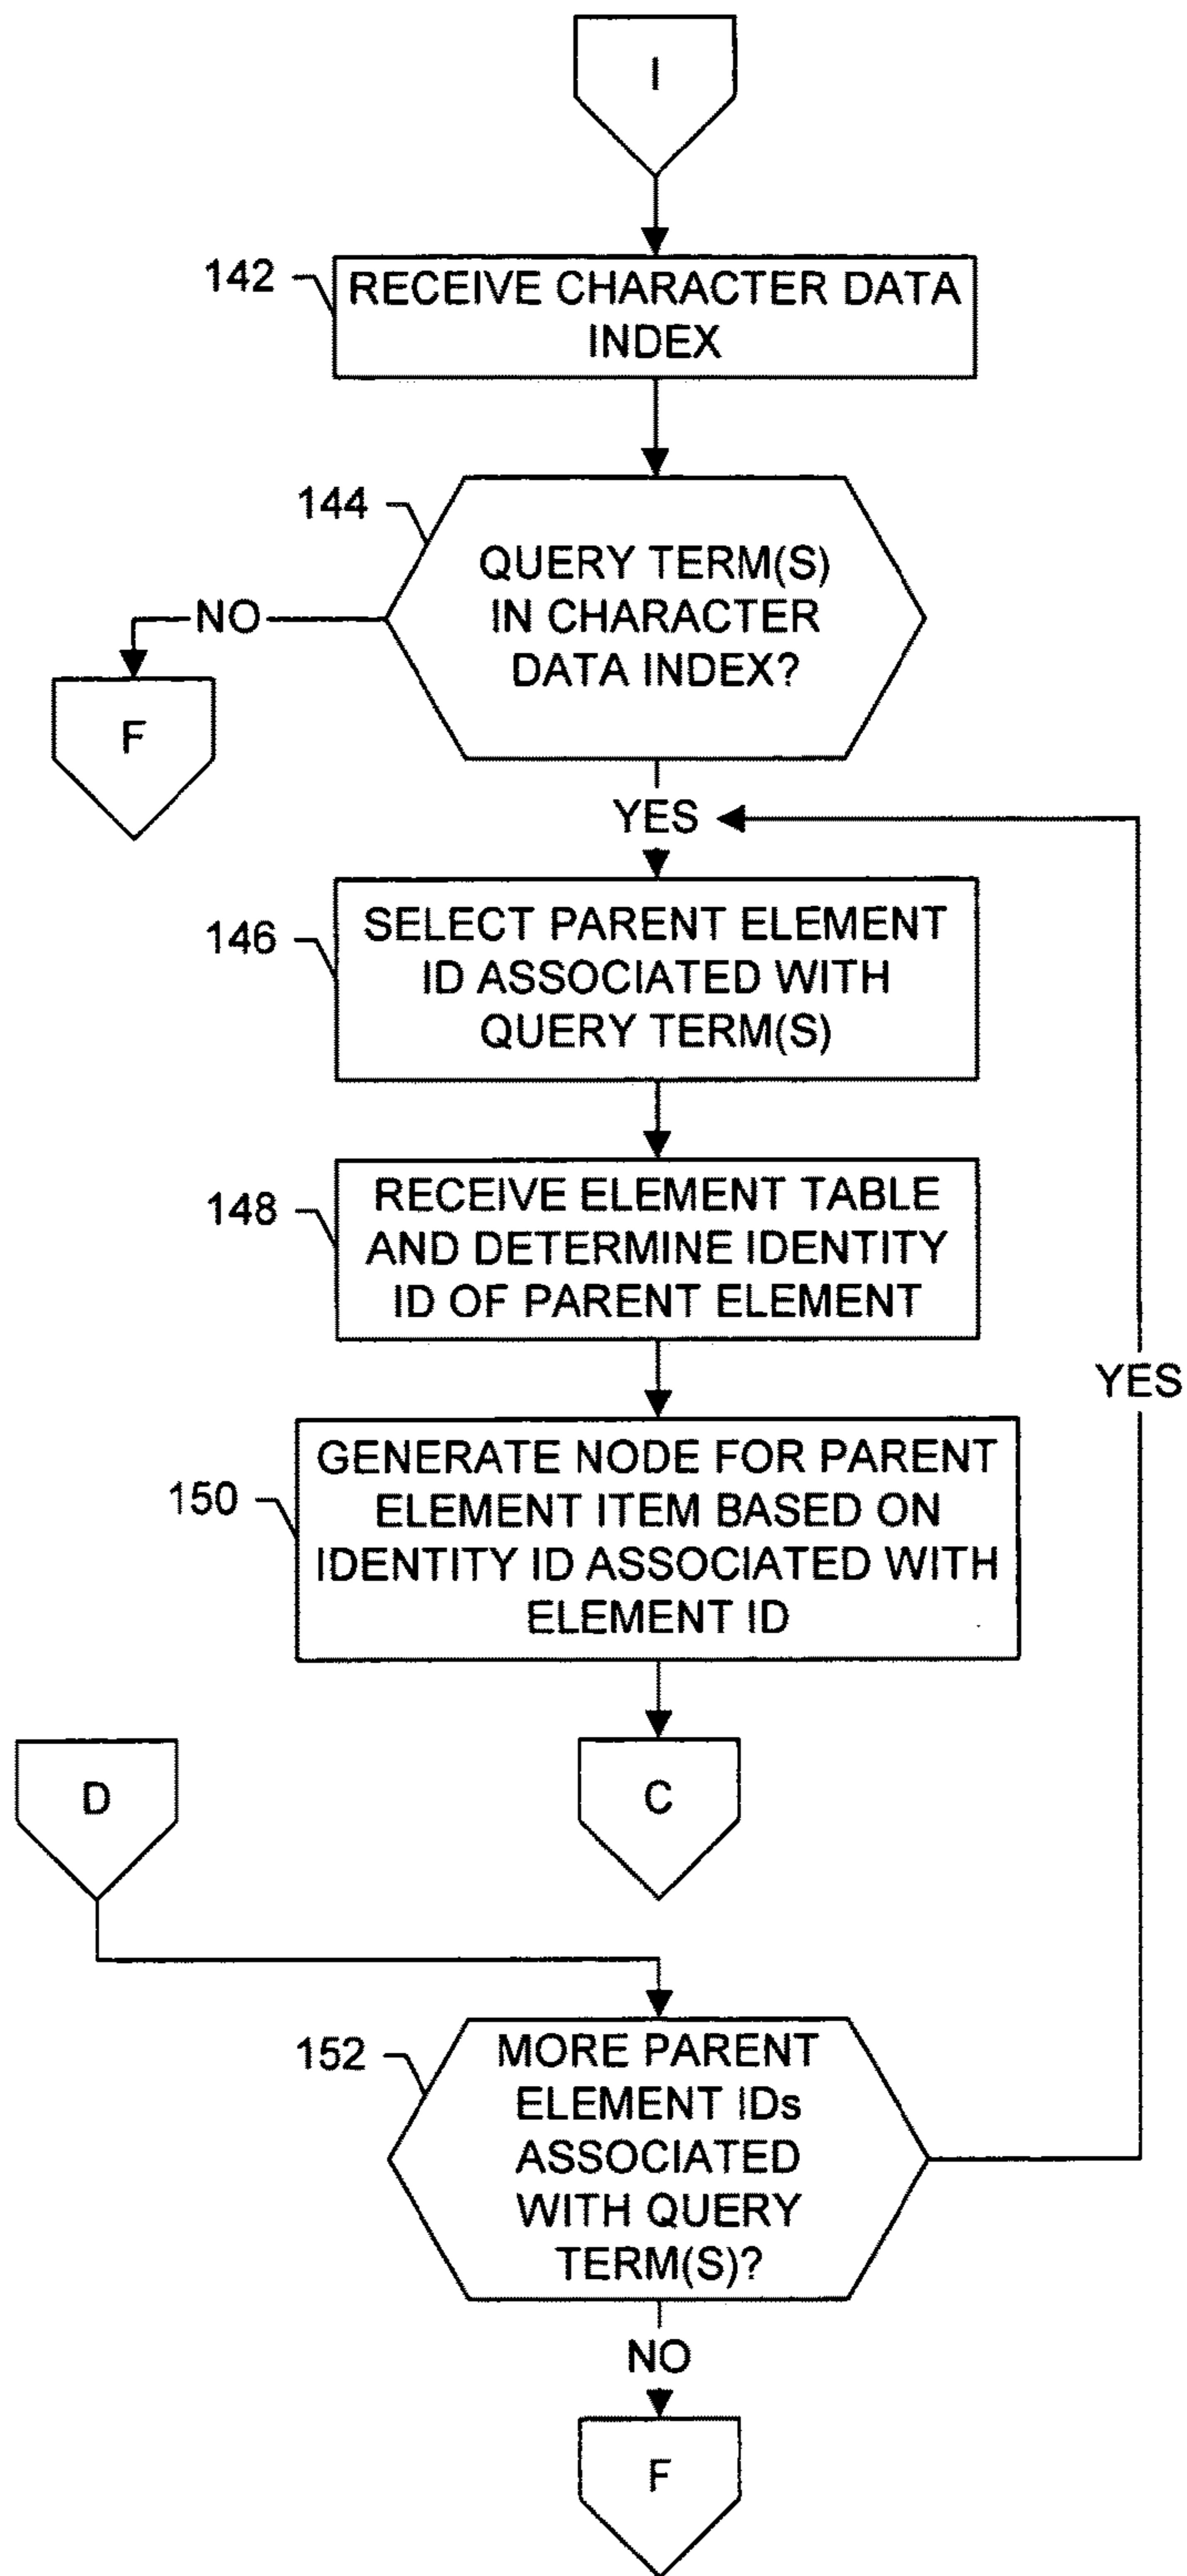 I
142
RECEIVE CHARACTER DATA
INDEX
144
QUERY TERM(S)
IN CHARACTER
DATA INDEX?
NO
F
YES
146
SELECT PARENT ELEMENT
ID ASSOCIATED WITH
QUERY TERM(S)
148
RECEIVE ELEMENT TABLE
AND DETERMINE IDENTITY
ID OF PARENT ELEMENT
YES
150
GENERATE NODE FOR PARENT
ELEMENT ITEM BASED ON
IDENTITY ID ASSOCIATED WITH
ELEMENT ID
D
C
152
MORE PARENT
ELEMENT IDs
ASSOCIATED
WITH QUERY
TERM(S)?
NO
F